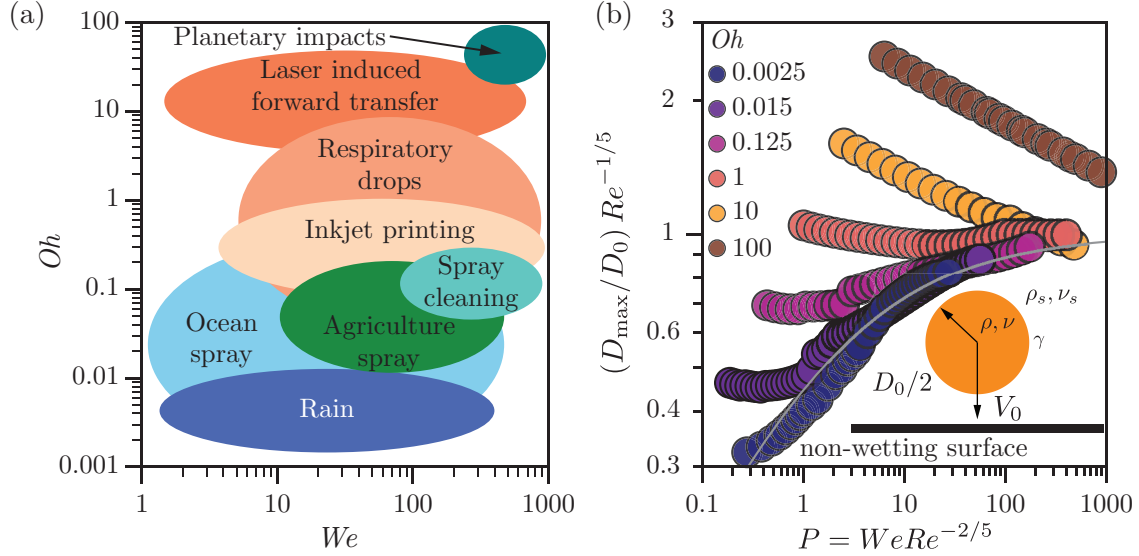 (a)
100
10
1
0.1
0.01
0.001
Oh
1
10
100
1000
We
Planetary impacts
Laser induced
forward transfer
Respiratory
drops
Inkjet printing
Spray
cleaning
Ocean
spray
Agriculture
spray
Rain
(b)
3
2
1
0.6
0.4
0.3
(D_max/D_0) Re^{-1/5}
Oh
0.0025
0.015
0.125
1
10
100
ρ_s, ν_s
ρ, ν
γ
D_0/2
V_0
non-wetting surface
0.1
1
10
100
1000
P = WeRe^{-2/5}